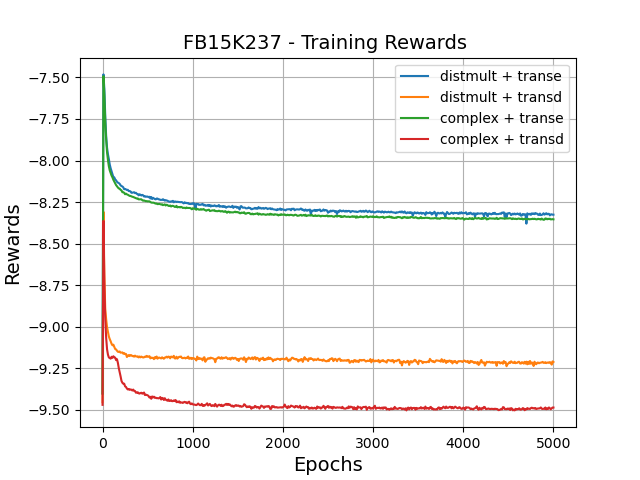 FB15K237 - Training Rewards
distmult + transe
distmult + transd
complex + transe
complex + transd
Rewards
−7.50
−7.75
−8.00
−8.25
−8.50
−8.75
−9.00
−9.25
−9.50
0 1000 2000 3000 4000 5000
Epochs